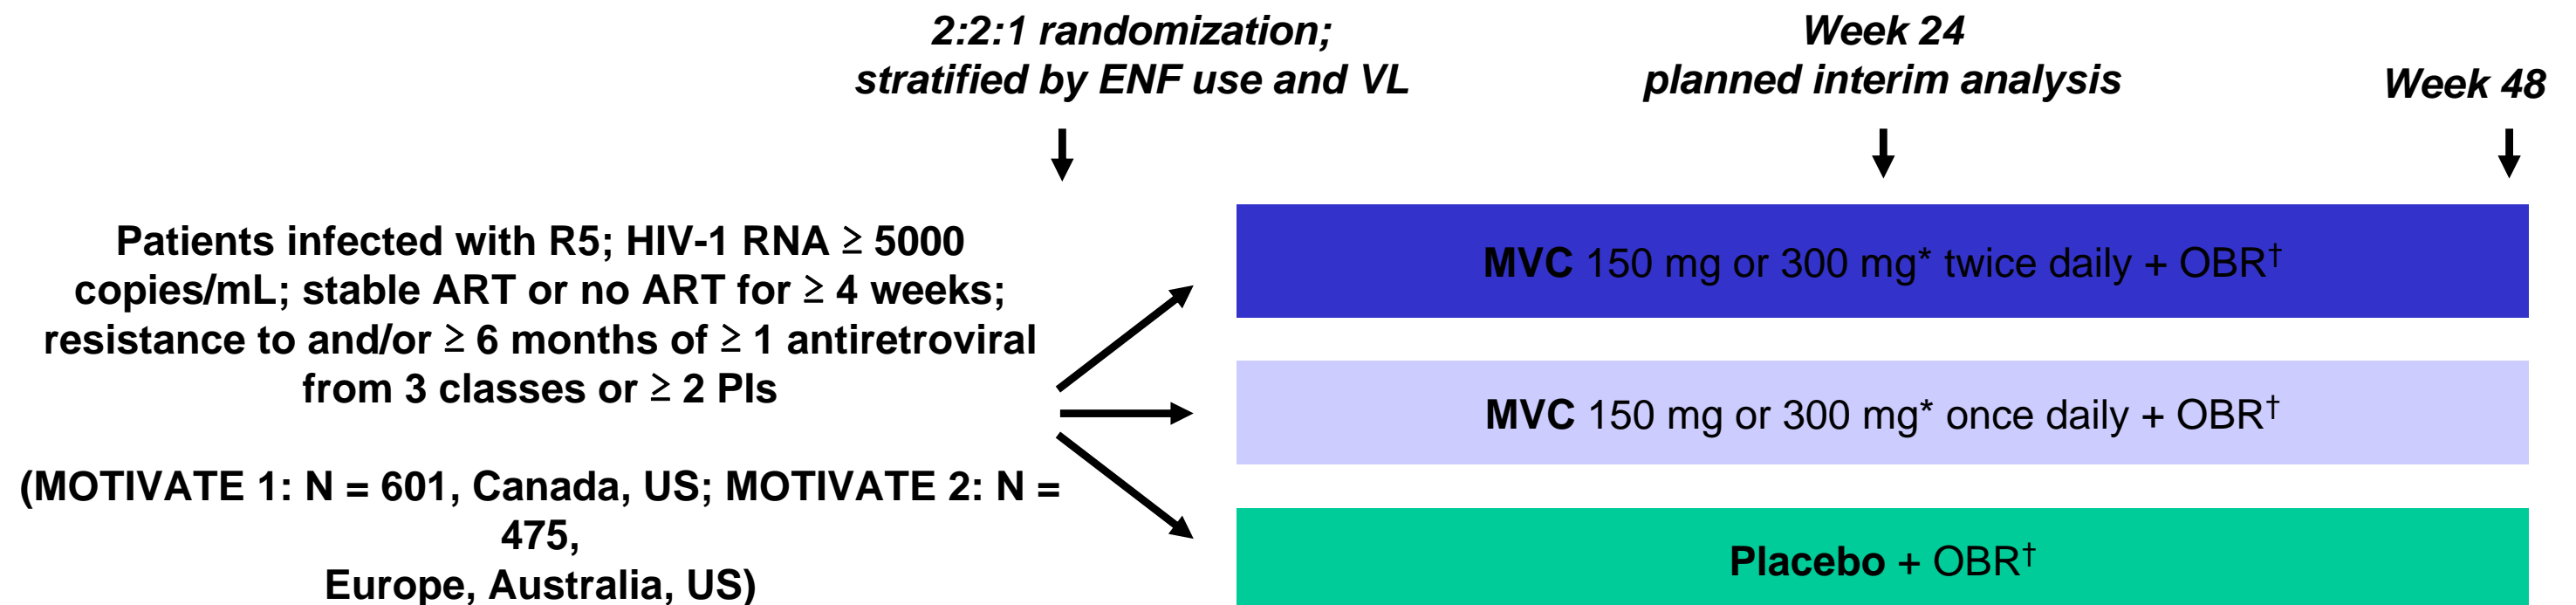 2:2:1 randomization;
stratified by ENF use and VL
Week 24
planned interim analysis
Week 48
Patients infected with R5; HIV-1 RNA ≥ 5000
copies/mL; stable ART or no ART for ≥ 4 weeks;
resistance to and/or ≥ 6 months of ≥ 1 antiretroviral
from 3 classes or ≥ 2 PIs
(MOTIVATE 1: N = 601, Canada, US; MOTIVATE 2: N =
475,
Europe, Australia, US)
MVC 150 mg or 300 mg* twice daily + OBR†
MVC 150 mg or 300 mg* once daily + OBR†
Placebo + OBR†